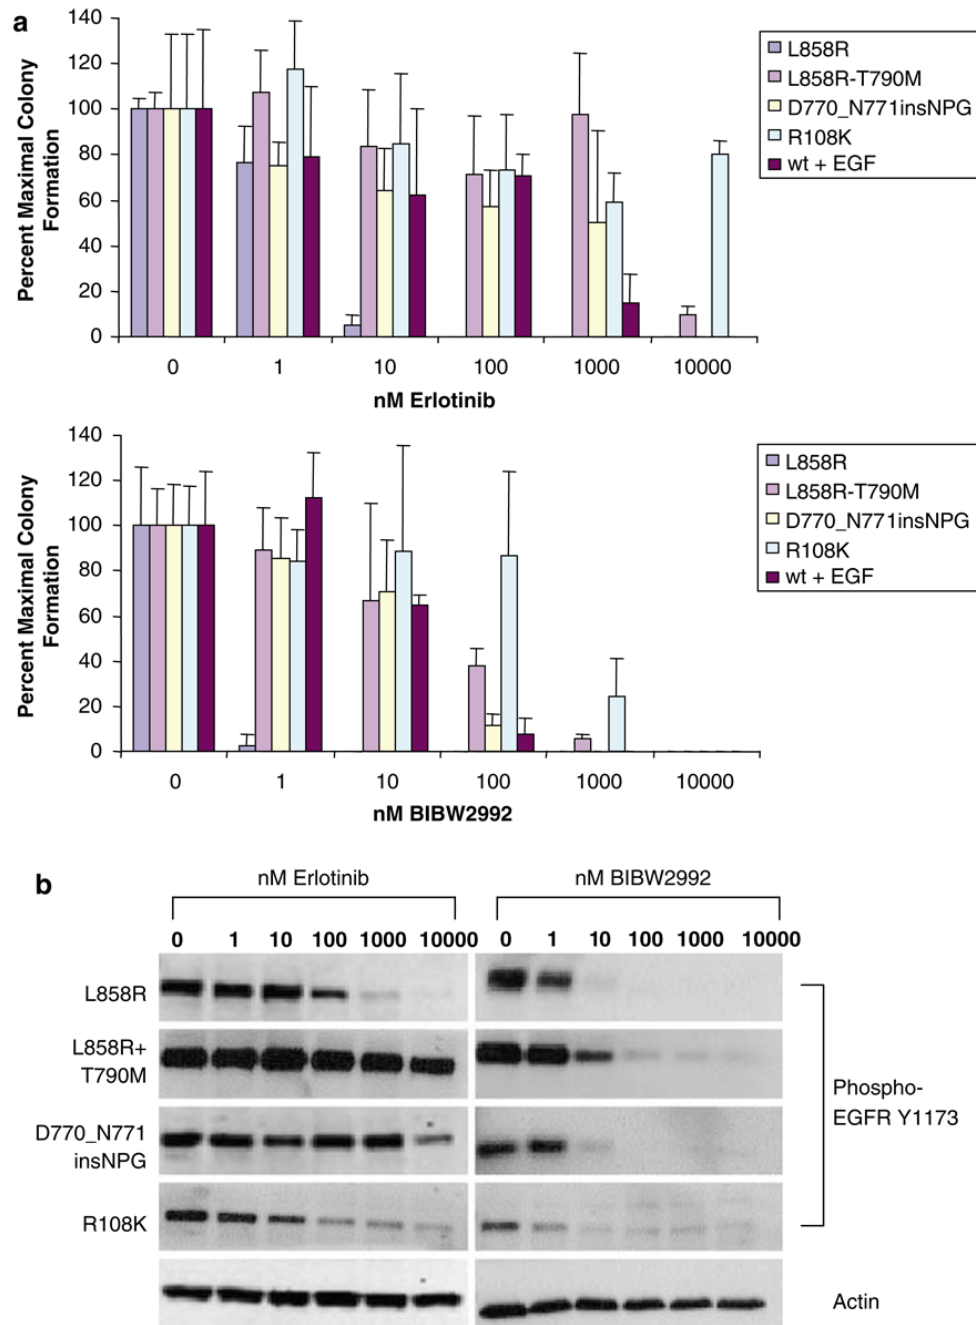 a
Percent Maximal Colony
Formation
140
120
100
80
60
40
20
0
0 1 10 100 1000 10000
nM Erlotinib
L858R
L858R-T790M
D770_N771insNPG
R108K
wt + EGF
Percent Maximal Colony
Formation
140
120
100
80
60
40
20
0
0 1 10 100 1000 10000
nM BIBW2992
L858R
L858R-T790M
D770_N771insNPG
R108K
wt + EGF
b
nM Erlotinib nM BIBW2992
0 1 10 100 1000 10000 0 1 10 100 1000 10000
L858R
L858R+
T790M
D770_N771
insNPG
R108K
Phospho-
EGFR Y1173
Actin